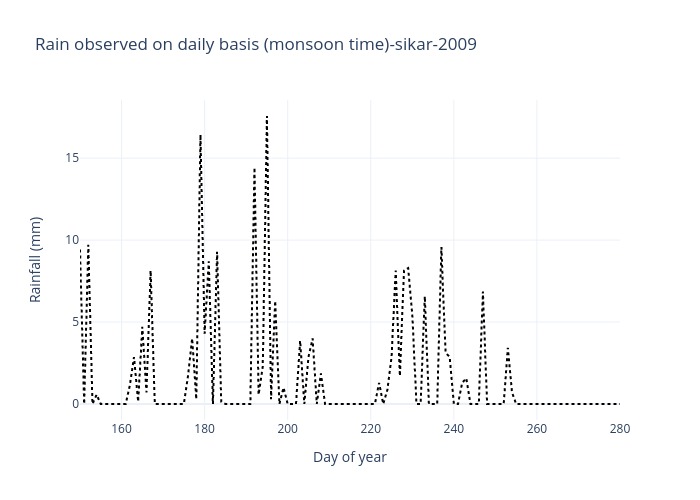 Rain observed on daily basis (monsoon time)-sikar-2009
15
10
5
0
Rainfall (mm)
160 180 200 220 240 260 280
Day of year